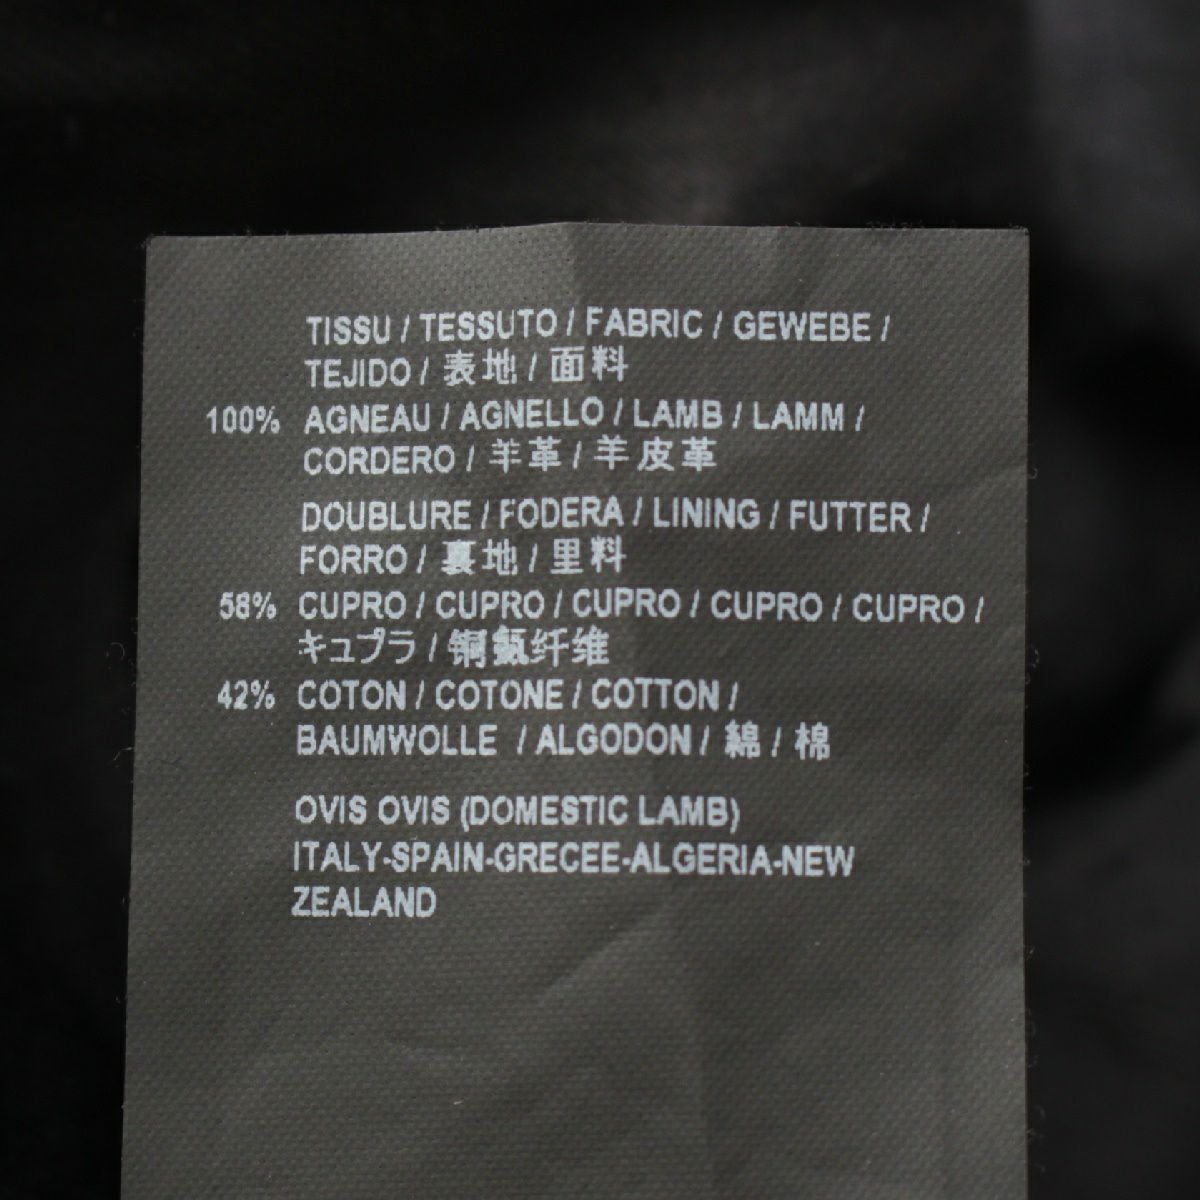 TISSU / TESSUTO / FABRIC / GEWEBE /
TEJIDO / 表地 / 面料
100% AGNEAU / AGNELLO / LAMB / LAMM /
CORDERO / 羊革 / 羊皮革
DOUBLURE / FODERA / LINING / FUTTER /
FORRO / 裏地 / 里料
58% CUPRO / CUPRO / CUPRO / CUPRO / CUPRO /
キュプラ / 铜氨纤维
42% COTON / COTONE / COTTON /
BAUMWOLLE / ALGODON / 綿 / 棉
OVIS OVIS (DOMESTIC LAMB)
ITALY-SPAIN-GRECEE-ALGERIA-NEW
ZEALAND